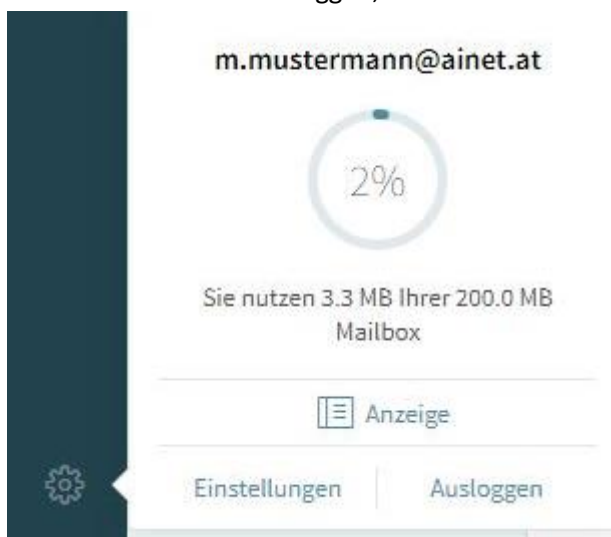 m.mustermann@ainet.at
2%
Sie nutzen 3.3 MB Ihrer 200.0 MB
Mailbox
Anzeige
Einstellungen Ausloggen